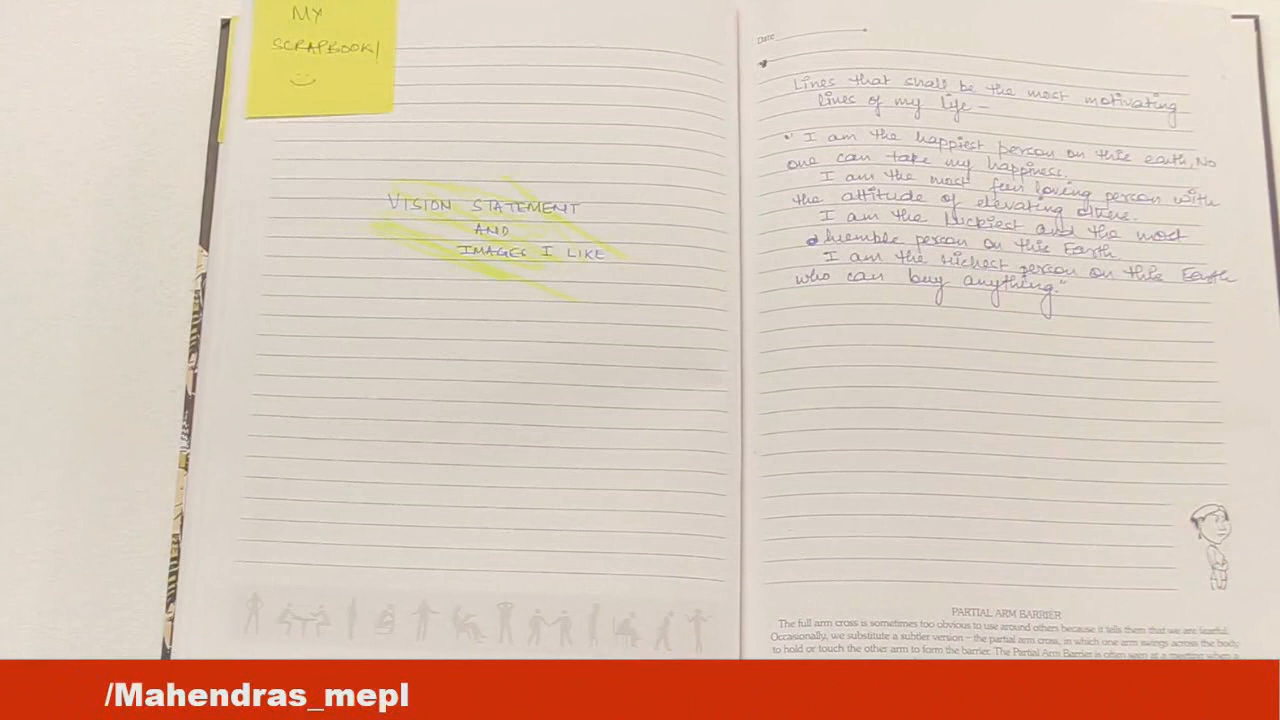 MY
SCRAPBOOK/
VISION STATEMENT
AND
IMAGES I LIKE
Date
Lines that shall be the most motivating
lines of my life -
" I am the happiest person on this earth, No
one can take my happiness.
I am the most fun loving person with
the attitude of elevating others.
I am the luckiest and the most
humble person on this Earth.
I am the richest person on this Earth
who can buy anything."
PARTIAL ARM BARRIER
The full arm cross is sometimes too obvious to use around others because it tells them that we are fearful.
Occasionally, we substitute a subtler version – the partial arm cross, in which one arm swings across the body
to hold or touch the other arm to form the barrier. The Partial Arm Barrier is often seen at a meeting when a
/Mahendras_mepl